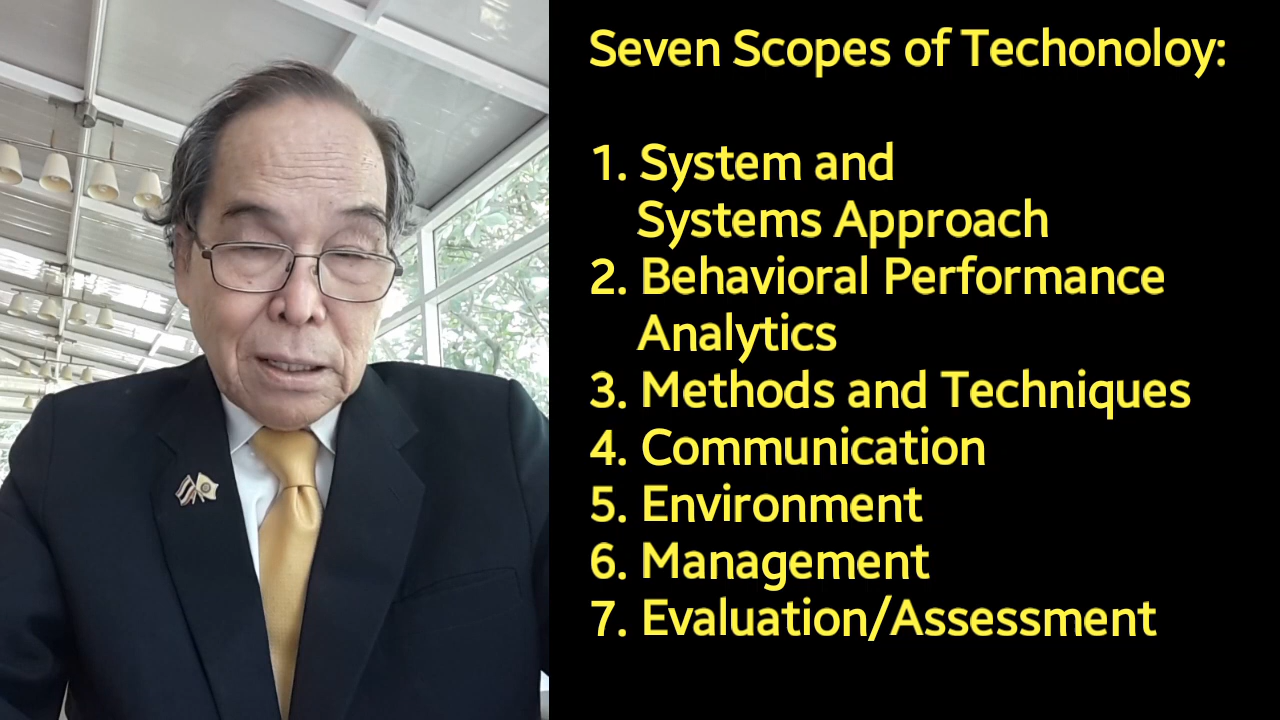 Seven Scopes of Techonoloy:
1. System and
Systems Approach
2. Behavioral Performance
Analytics
3. Methods and Techniques
4. Communication
5. Environment
6. Management
7. Evaluation/Assessment